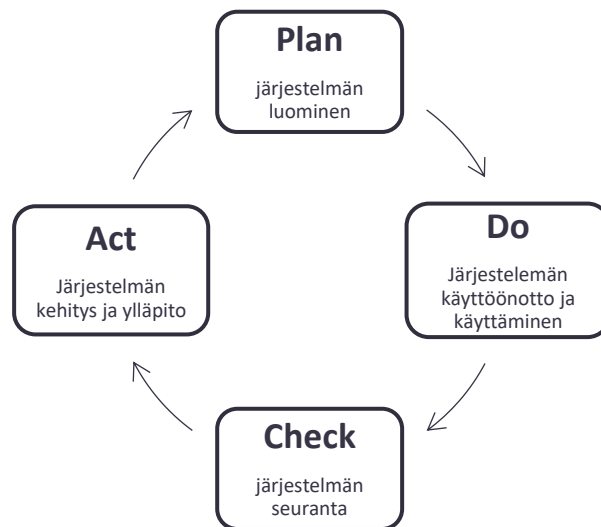 Plan
järjestelmän
luominen
Do
Järjestelemän
käyttöönotto ja
käyttäminen
Check
järjestelmän
seuranta
Act
Järjestelmän
kehitys ja ylläpito